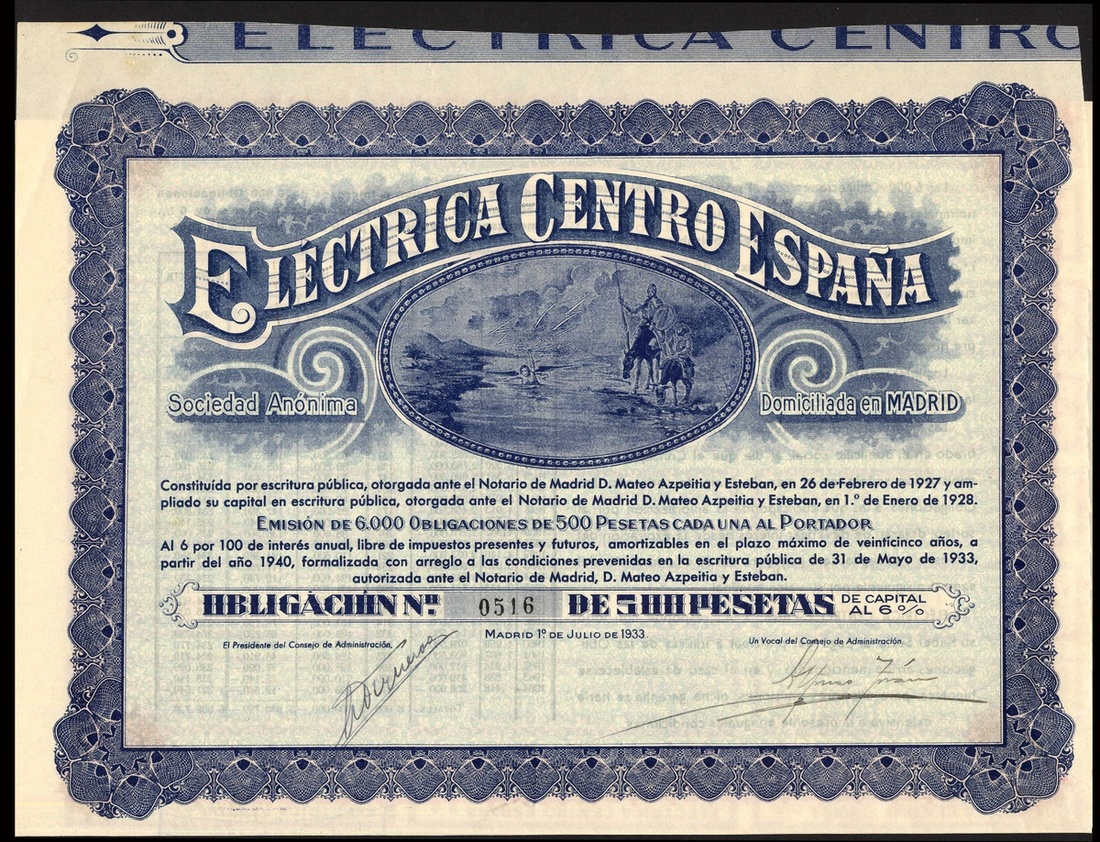 ELÉCTRICA CENTRO
ELÉCTRICA CENTRO ESPAÑA
Sociedad Anónima
Domiciliada en MADRID
Constituída por escritura pública, otorgada ante el Notario de Madrid D. Mateo Azpeitia y Esteban, en 26 de Febrero de 1927 y am-
pliado su capital en escritura pública, otorgada ante el Notario de Madrid D. Mateo Azpeitia y Esteban, en 1.º de Enero de 1928.
EMISIÓN DE 6.000 OBLIGACIONES DE 500 PESETAS CADA UNA AL PORTADOR
Al 6 por 100 de interés anual, libre de impuestos presentes y futuros, amortizables en el plazo máximo de veinticinco años, a
partir del año 1940, formalizada con arreglo a las condiciones prevenidas en la escritura pública de 31 de Mayo de 1933,
autorizada ante el Notario de Madrid, D. Mateo Azpeitia y Esteban.
OBLIGACIÓN N.º 0516 DE 500 PESETAS DE CAPITAL AL 6%
MADRID 1º DE JULIO DE 1933.
El Presidente del Consejo de Administración,
Un Vocal del Consejo de Administración,